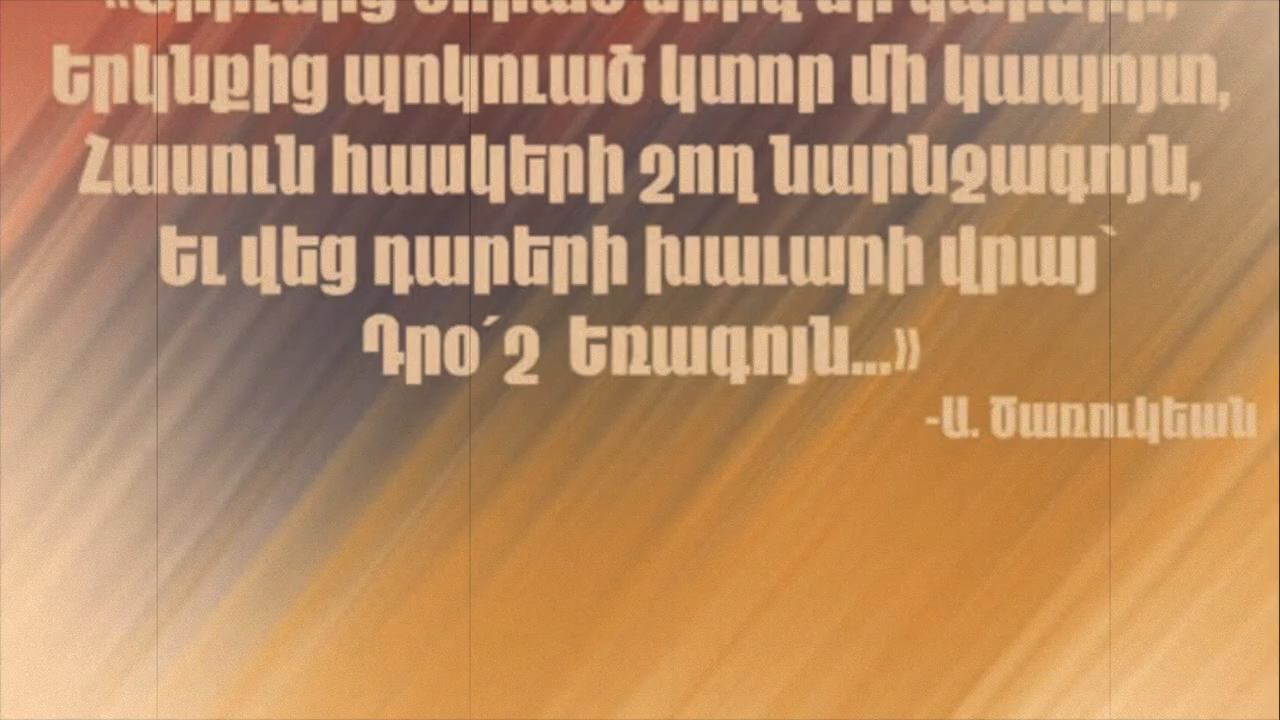 Երկնքից պոկուած կտոր մի կապոյտ,
Հասուն հասկերի շող նարնջագոյն,
Եւ վեց դարերի խաւարի վրայ՝
Դրօ՛շ Եռագոյն...»
-Ա. Ծառուկեան